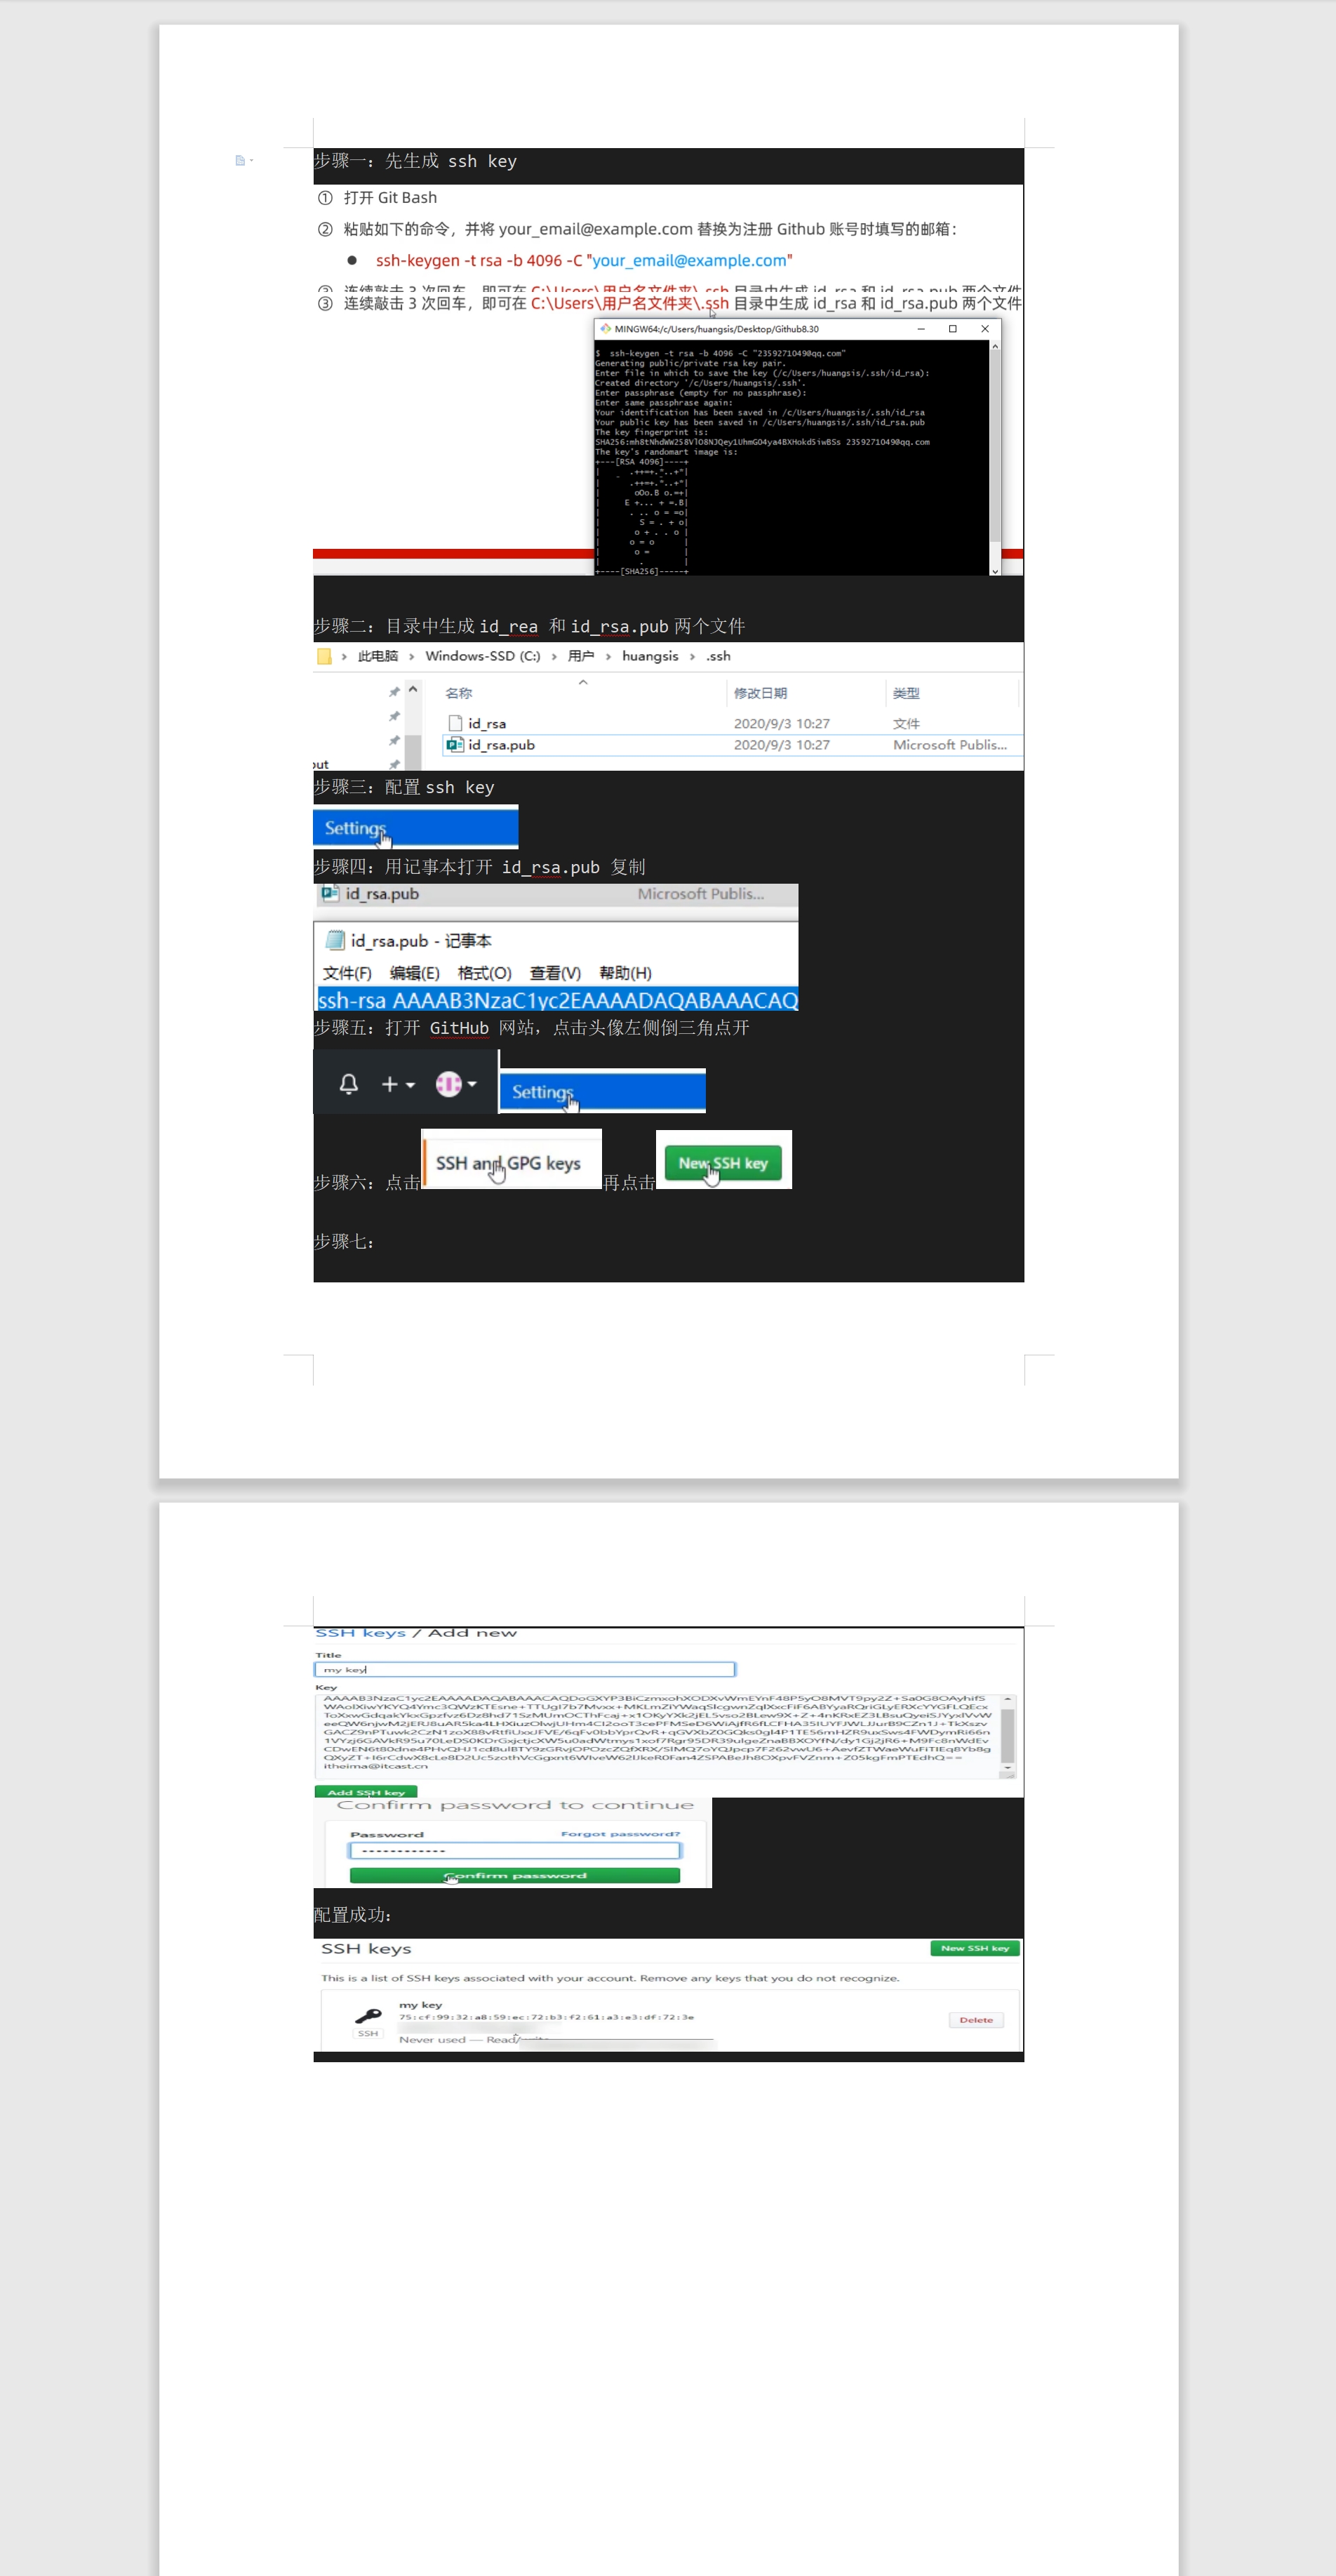 步骤一：先生成 ssh key
① 打开 Git Bash
② 粘贴如下的命令，并将 your_email@example.com 替换为注册 Github 账号时填写的邮箱：
● ssh-keygen -t rsa -b 4096 -C "your_email@example.com"
③ 连续敲击 3 次回车，即可在 C:\Users\用户名文件夹\.ssh 目录中生成 id_rsa 和 id_rsa.pub 两个文件
MINGW64:/c/Users/huangsis/Desktop/Github8.30
$ ssh-keygen -t rsa -b 4096 -C "2359271049@qq.com"
Generating public/private rsa key pair.
Enter file in which to save the key (/c/Users/huangsis/.ssh/id_rsa):
Created directory '/c/Users/huangsis/.ssh'.
Enter passphrase (empty for no passphrase):
Enter same passphrase again:
Your identification has been saved in /c/Users/huangsis/.ssh/id_rsa
Your public key has been saved in /c/Users/huangsis/.ssh/id_rsa.pub
The key fingerprint is:
2359271049@qq.com
The key's randomart image is:
+---[RSA 4096]----+
+----[SHA256]-----+
步骤二：目录中生成 id_rea 和 id_rsa.pub 两个文件
此电脑 › Windows-SSD (C:) › 用户 › huangsis › .ssh
名称 修改日期 类型
id_rsa 2020/9/3 10:27 文件
id_rsa.pub 2020/9/3 10:27 Microsoft Publis...
步骤三：配置 ssh key
Settings
步骤四：用记事本打开 id_rsa.pub 复制
id_rsa.pub Microsoft Publis...
id_rsa.pub - 记事本
文件(F) 编辑(E) 格式(O) 查看(V) 帮助(H)
ssh-rsa AAAAB3NzaC1yc2EAAAADAQABAAACAQ
步骤五：打开 GitHub 网站，点击头像左侧倒三角点开
Settings
步骤六：点击 SSH and GPG keys 再点击 New SSH key
步骤七：
SSH keys / Add new
Title
my key
Key
itheima@itcast.cn
Add SSH key
Confirm password to continue
Password Forgot password?
Confirm password
配置成功：
SSH keys New SSH key
This is a list of SSH keys associated with your account. Remove any keys that you do not recognize.
my key
75:cf:99:32:a8:59:ec:72:b3:f2:61:a3:e3:df:72:3e
Delete
SSH
Never used — Read/write